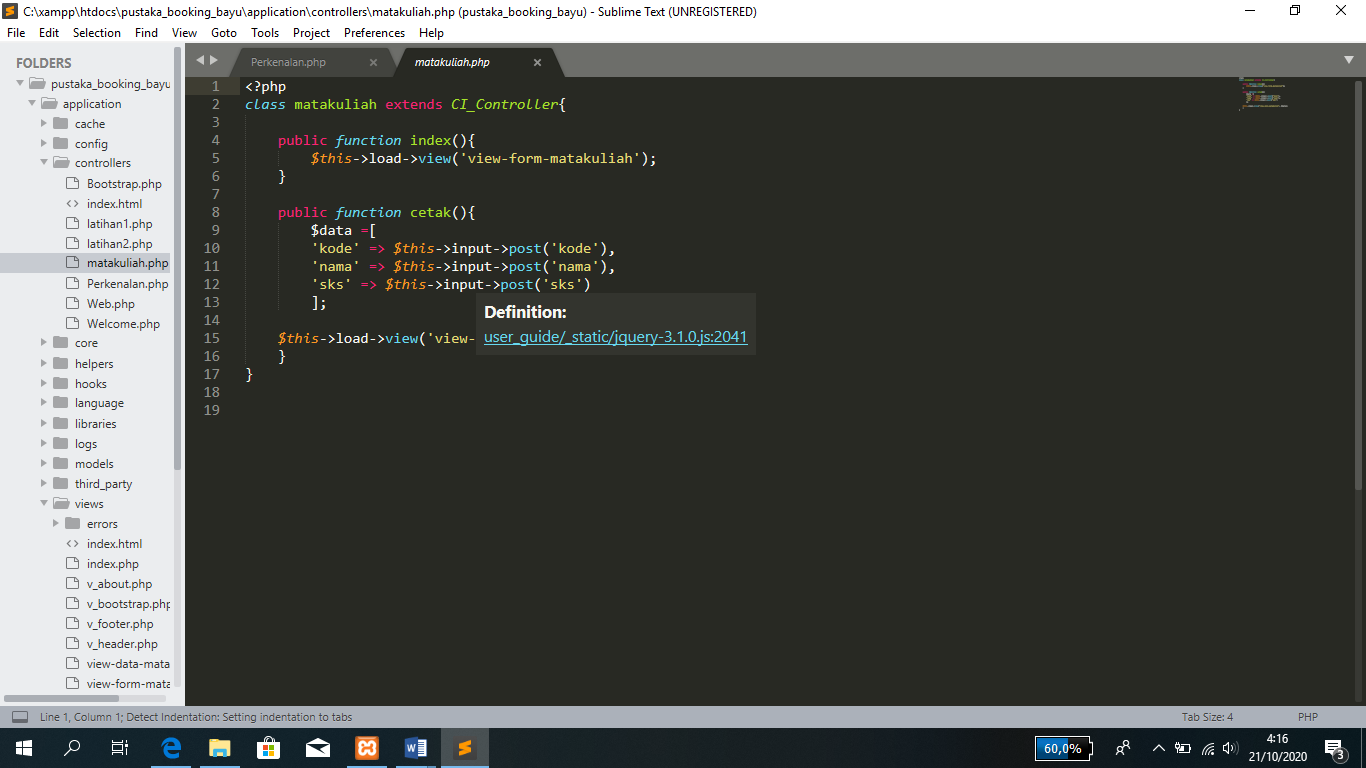 C:\xampp\htdocs\pustaka_booking_bayu\application\controllers\matakuliah.php (pustaka_booking_bayu) - Sublime Text (UNREGISTERED)
File Edit Selection Find View Goto Tools Project Preferences Help
FOLDERS
pustaka_booking_bayu
application
cache
config
controllers
Bootstrap.php
index.html
latihan1.php
latihan2.php
matakuliah.php
Perkenalan.php
Web.php
Welcome.php
core
helpers
hooks
language
libraries
logs
models
third_party
views
errors
index.html
index.php
v_about.php
v_bootstrap.php
v_footer.php
v_header.php
view-data-mata
view-form-mata
Perkenalan.php matakuliah.php
1 <?php
2 class matakuliah extends CI_Controller{
3
4 public function index(){
5 $this->load->view('view-form-matakuliah');
6 }
7
8 public function cetak(){
9 $data =[
10 'kode' => $this->input->post('kode'),
11 'nama' => $this->input->post('nama'),
12 'sks' => $this->input->post('sks')
13 ];
14
15 $this->load->view('view-
16 }
17 }
18
19
Definition:
user_guide/_static/jquery-3.1.0.js:2041
Line 1, Column 1; Detect Indentation: Setting indentation to tabs Tab Size: 4 PHP
60,0% 4:16
21/10/2020 3